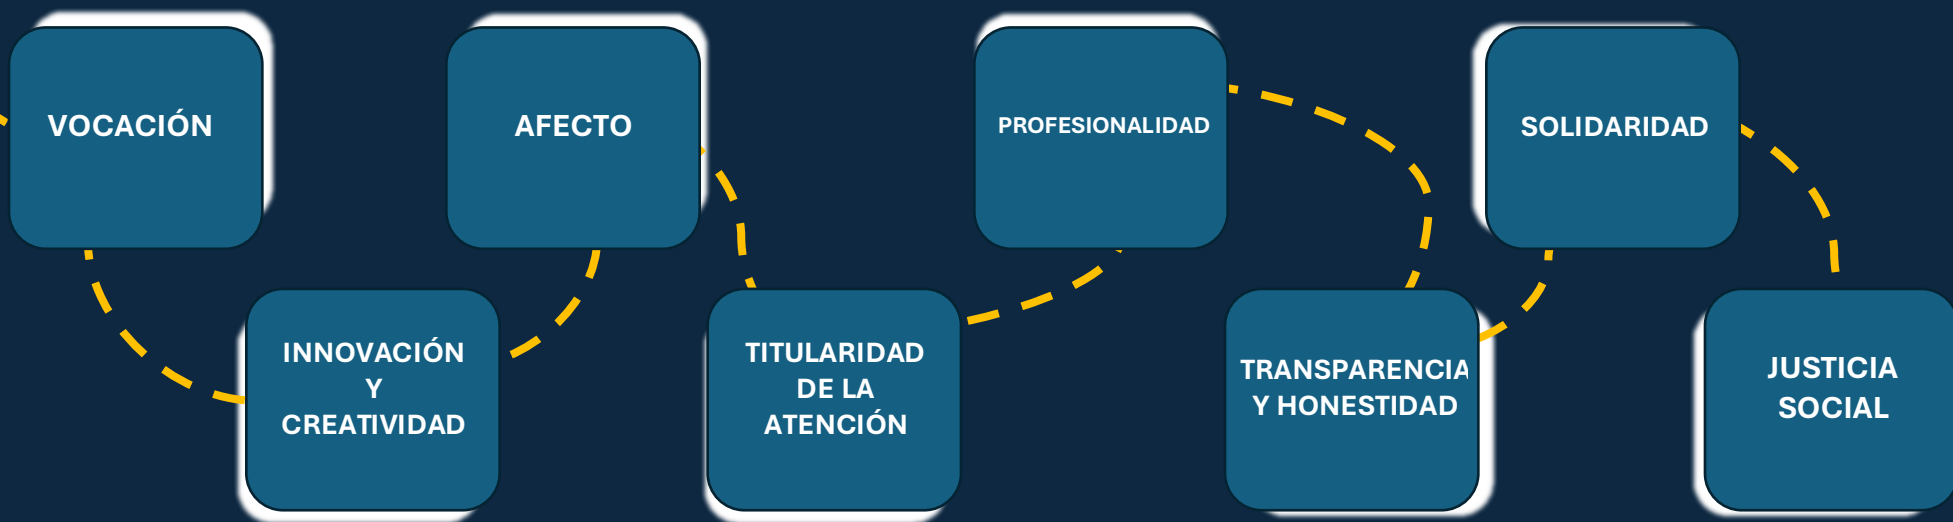 VOCACIÓN
INNOVACIÓN
Y
CREATIVIDAD
AFECTO
TITULARIDAD
DE LA
ATENCIÓN
PROFESIONALIDAD
TRANSPARENCIA
Y HONESTIDAD
SOLIDARIDAD
JUSTICIA
SOCIAL